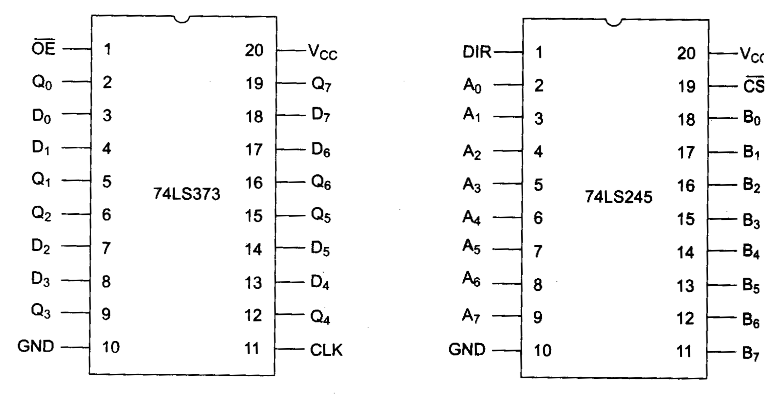 OE 1 20 VCC
Q0 2 19 Q7
D0 3 18 D7
D1 4 17 D6
Q1 5 16 Q6
74LS373
Q2 6 15 Q5
D2 7 14 D5
D3 8 13 D4
Q3 9 12 Q4
GND 10 11 CLK
DIR 1 20 VCC
A0 2 19 CS
A1 3 18 B0
A2 4 17 B1
A3 5 16 B2
74LS245
A4 6 15 B3
A5 7 14 B4
A6 8 13 B5
A7 9 12 B6
GND 10 11 B7